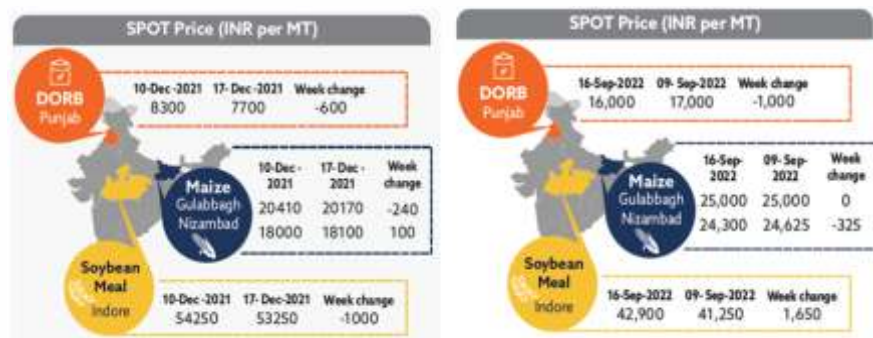 SPOT Price (INR per MT)
DORB
Punjab
10-Dec-2021 17-Dec-2021 Week change
8300 7700 -600
Maize
Gulabbagh
Nizambad
10-Dec-2021 17-Dec-2021 Week change
20410 20170 -240
18000 18100 100
Soybean
Meal
Indore
10-Dec-2021 17-Dec-2021 Week change
54250 53250 -1000
SPOT Price (INR per MT)
DORB
Punjab
16-Sep-2022 09-Sep-2022 Week change
16,000 17,000 -1,000
Maize
Gulabbagh
Nizambad
16-Sep-2022 09-Sep-2022 Week change
25,000 25,000 0
24,300 24,625 -325
Soybean
Meal
Indore
16-Sep-2022 09-Sep-2022 Week change
42,900 41,250 1,650